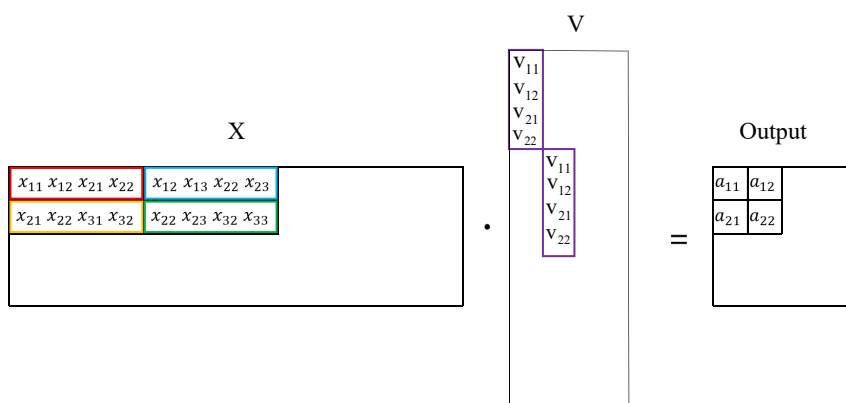 V
v₁₁
v₁₂
v₂₁
v₂₂
X
Output
x₁₁ x₁₂ x₂₁ x₂₂
x₁₂ x₁₃ x₂₂ x₂₃
x₂₁ x₂₂ x₃₁ x₃₂
x₂₂ x₂₃ x₃₂ x₃₃
·
v₁₁
v₁₂
v₂₁
v₂₂
=
a₁₁ a₁₂
a₂₁ a₂₂